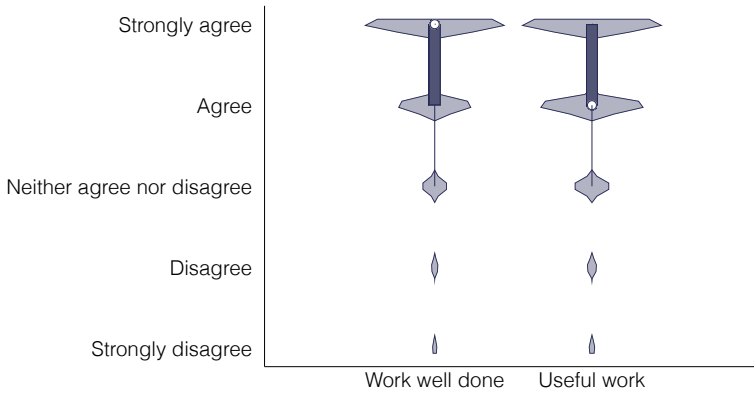 Strongly agree
Agree
Neither agree nor disagree
Disagree
Strongly disagree
Work well done
Useful work